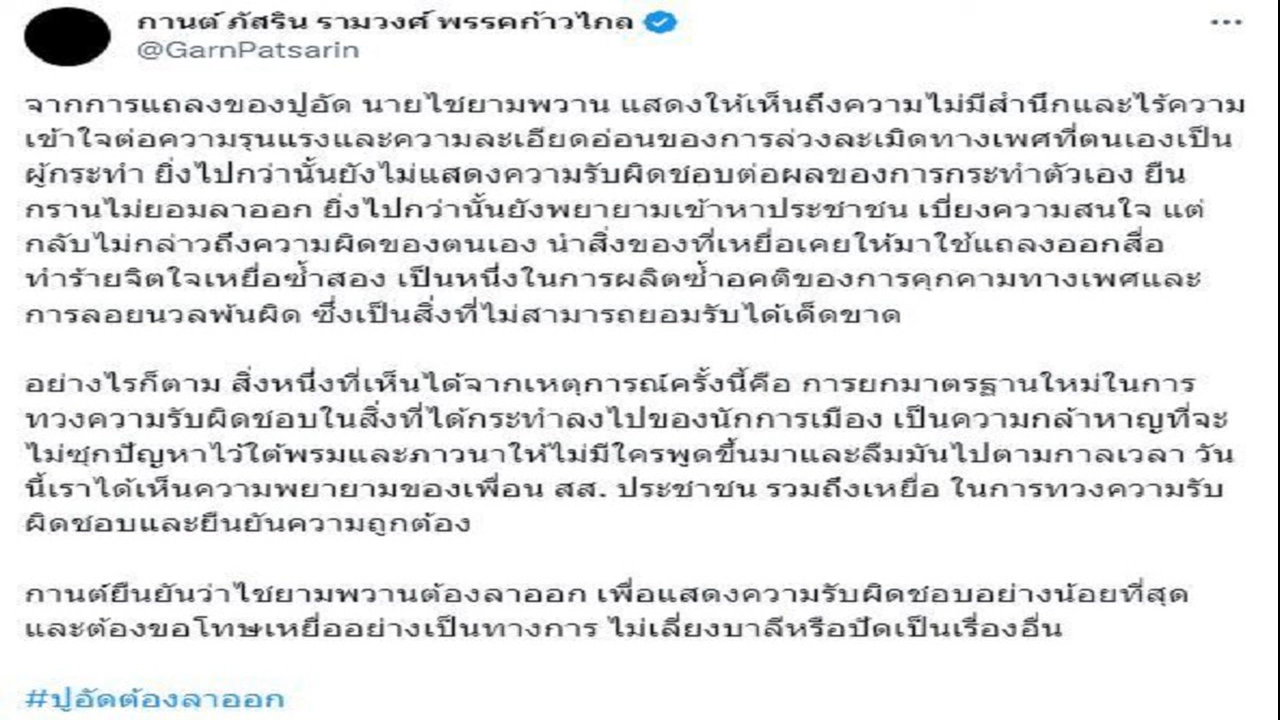 กานต์ ภัสริน รามวงศ์ พรรคก้าวไกล
@GarnPatsarin
จากการแถลงของปูอัด นายไชยามพวาน แสดงให้เห็นถึงความไม่มีสำนึกและไร้ความ
เข้าใจต่อความรุนแรงและความละเอียดอ่อนของการล่วงละเมิดทางเพศที่ตนเองเป็น
ผู้กระทำ ยิ่งไปกว่านั้นยังไม่แสดงความรับผิดชอบต่อผลของการกระทำตัวเอง ยืน
กรานไม่ยอมลาออก ยิ่งไปกว่านั้นยังพยายามเข้าหาประชาชน เบี่ยงความสนใจ แต่
กลับไม่กล่าวถึงความผิดของตนเอง นำสิ่งของที่เหยื่อเคยให้มาใช้แถลงออกสื่อ
ทำร้ายจิตใจเหยื่อซ้ำสอง เป็นหนึ่งในการผลิตซ้ำอคติของการคุกคามทางเพศและ
การลอยนวลพ้นผิด ซึ่งเป็นสิ่งที่ไม่สามารถยอมรับได้เด็ดขาด
อย่างไรก็ตาม สิ่งหนึ่งที่เห็นได้จากเหตุการณ์ครั้งนี้คือ การยกมาตรฐานใหม่ในการ
ทวงความรับผิดชอบในสิ่งที่ได้กระทำลงไปของนักการเมือง เป็นความกล้าหาญที่จะ
ไม่ซุกปัญหาไว้ใต้พรมและภาวนาให้ไม่มีใครพูดขึ้นมาและลืมมันไปตามกาลเวลา วัน
นี้เราได้เห็นความพยายามของเพื่อน สส. ประชาชน รวมถึงเหยื่อ ในการทวงความรับ
ผิดชอบและยืนยันความถูกต้อง
กานต์ยืนยันว่าไชยามพวานต้องลาออก เพื่อแสดงความรับผิดชอบอย่างน้อยที่สุด
และต้องขอโทษเหยื่ออย่างเป็นทางการ ไม่เลี่ยงบาลีหรือปัดเป็นเรื่องอื่น
#ปูอัดต้องลาออก